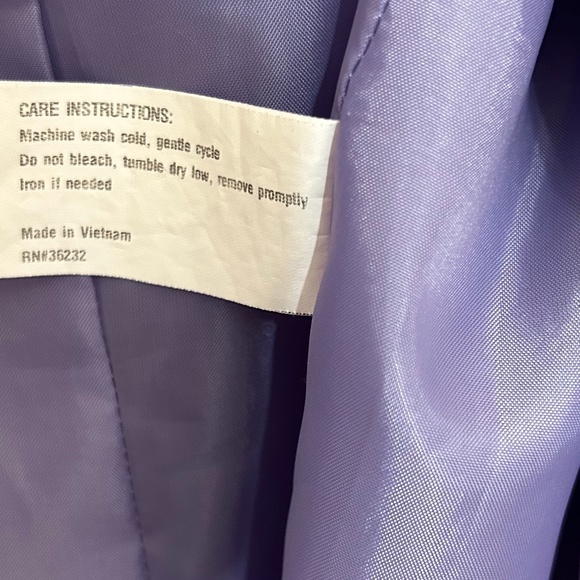 CARE INSTRUCTIONS:
Machine wash cold, gentle cycle
Do not bleach, tumble dry low, remove promptly
Iron if needed
Made in Vietnam
RN#36232